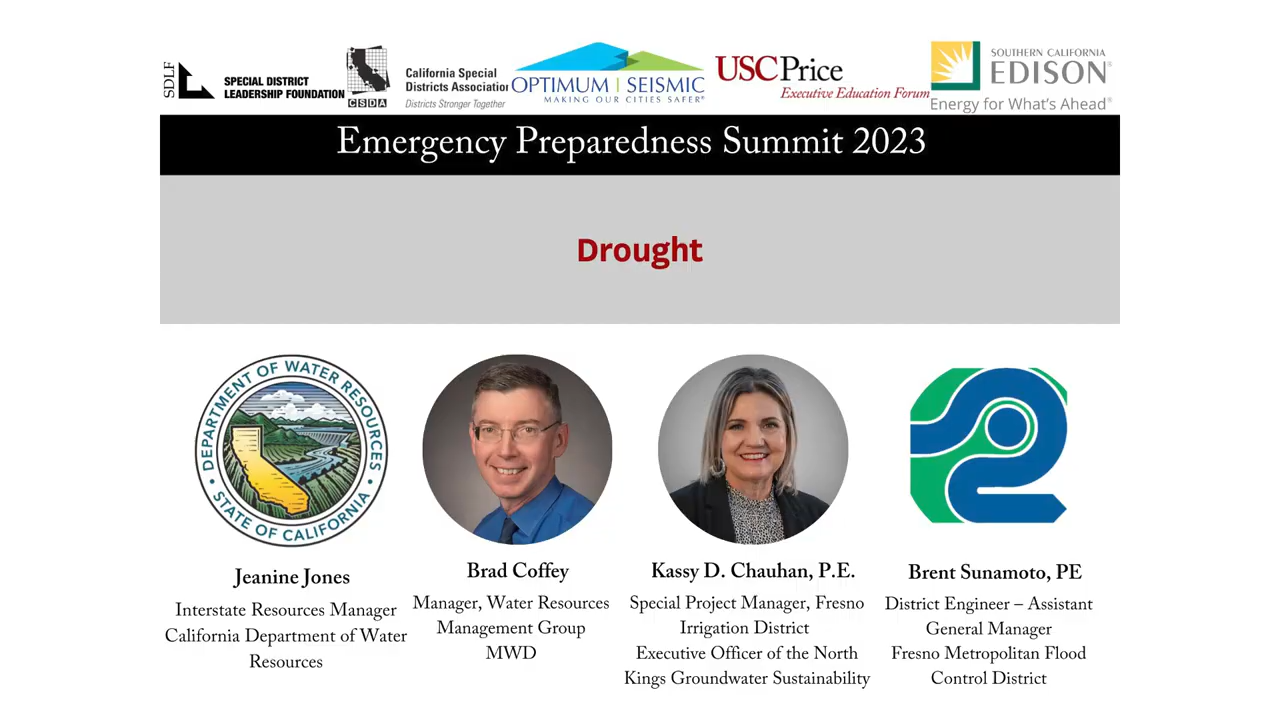 SDLF
SPECIAL DISTRICT
LEADERSHIP FOUNDATION
CSDA
California Special
Districts Association
Districts Stronger Together
OPTIMUM | SEISMIC
MAKING OUR CITIES SAFER®
USC Price
Executive Education Forum
SOUTHERN CALIFORNIA
EDISON®
Energy for What's Ahead®
Emergency Preparedness Summit 2023
Drought
DEPARTMENT OF WATER RESOURCES
• STATE OF CALIFORNIA •
Jeanine Jones
Interstate Resources Manager
California Department of Water
Resources
Brad Coffey
Manager, Water Resources
Management Group
MWD
Kassy D. Chauhan, P.E.
Special Project Manager, Fresno
Irrigation District
Executive Officer of the North
Kings Groundwater Sustainability
Brent Sunamoto, PE
District Engineer – Assistant
General Manager
Fresno Metropolitan Flood
Control District